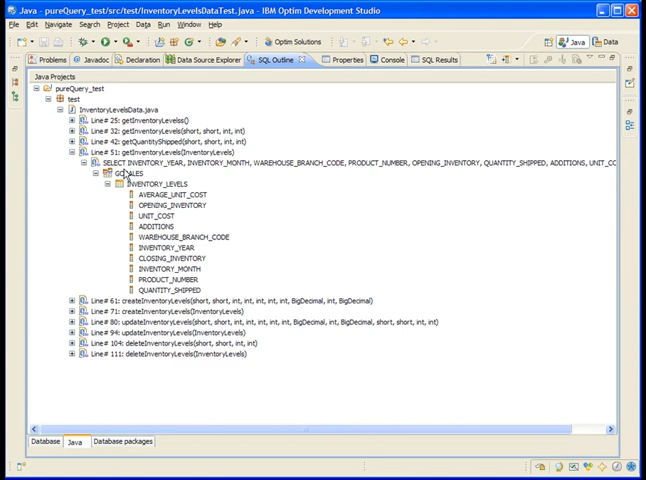 Java - pureQuery_test/src/test/InventoryLevelsDataTest.java - IBM Optim Development Studio
File Edit Navigate Search Project Data Run Window Help
Optim Solutions
Java
Data
Problems
Javadoc
Declaration
Data Source Explorer
SQL Outline
Properties
Console
SQL Results
Java Projects
pureQuery_test
test
InventoryLevelsData.java
Line# 25: getInventoryLevelss()
Line# 32: getInventoryLevels(short, short, int, int)
Line# 42: getQuantityShipped(short, short, int, int)
Line# 51: getInventoryLevels(InventoryLevels)
SELECT INVENTORY_YEAR, INVENTORY_MONTH, WAREHOUSE_BRANCH_CODE, PRODUCT_NUMBER, OPENING_INVENTORY, QUANTITY_SHIPPED, ADDITIONS, UNIT_CO
INVENTORY_LEVELS
AVERAGE_UNIT_COST
OPENING_INVENTORY
UNIT_COST
ADDITIONS
WAREHOUSE_BRANCH_CODE
INVENTORY_YEAR
CLOSING_INVENTORY
INVENTORY_MONTH
PRODUCT_NUMBER
QUANTITY_SHIPPED
Line# 61: createInventoryLevels(short, short, int, int, int, int, int, BigDecimal, int, BigDecimal)
Line# 71: createInventoryLevels(InventoryLevels)
Line# 80: updateInventoryLevels(short, short, int, int, int, int, int, BigDecimal, int, BigDecimal, short, short, int, int)
Line# 94: updateInventoryLevels(InventoryLevels)
Line# 104: deleteInventoryLevels(short, short, int, int)
Line# 111: deleteInventoryLevels(InventoryLevels)
Database
Java
Database packages